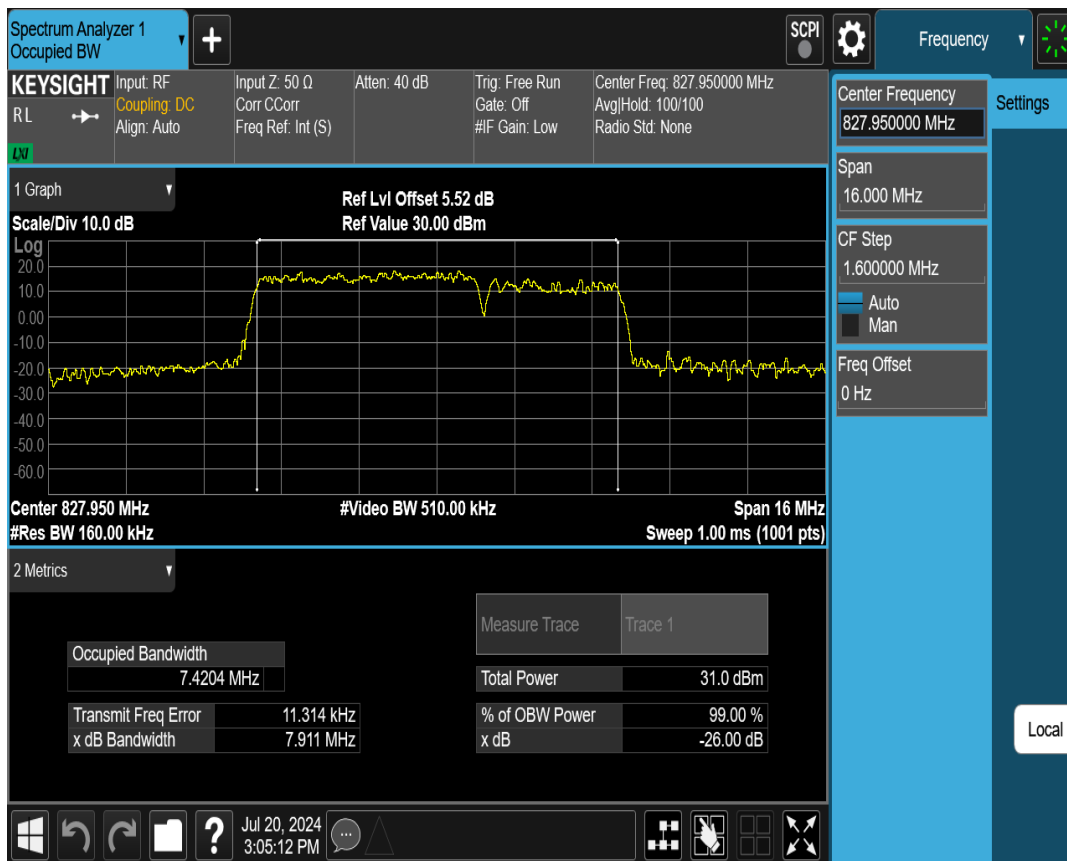 Spectrum Analyzer 1
Occupied BW
+
SCPI
Frequency
KEYSIGHT
R L
LXI
Input: RF
Coupling: DC
Align: Auto
Input Z: 50 Ω
Corr CCorr
Freq Ref: Int (S)
Atten: 40 dB
Trig: Free Run
Gate: Off
#IF Gain: Low
Center Freq: 827.950000 MHz
Avg|Hold: 100/100
Radio Std: None
1 Graph
Scale/Div 10.0 dB
Ref Lvl Offset 5.52 dB
Ref Value 30.00 dBm
Log
20.0
10.0
0.00
-10.0
-20.0
-30.0
-40.0
-50.0
-60.0
Center 827.950 MHz
#Video BW 510.00 kHz
Span 16 MHz
#Res BW 160.00 kHz
Sweep 1.00 ms (1001 pts)
2 Metrics
Measure Trace Trace 1
Occupied Bandwidth
7.4204 MHz
Total Power 31.0 dBm
Transmit Freq Error 11.314 kHz
% of OBW Power 99.00 %
x dB Bandwidth 7.911 MHz
x dB -26.00 dB
Center Frequency
827.950000 MHz
Settings
Span
16.000 MHz
CF Step
1.600000 MHz
Auto
Man
Freq Offset
0 Hz
Local
?
Jul 20, 2024
3:05:12 PM